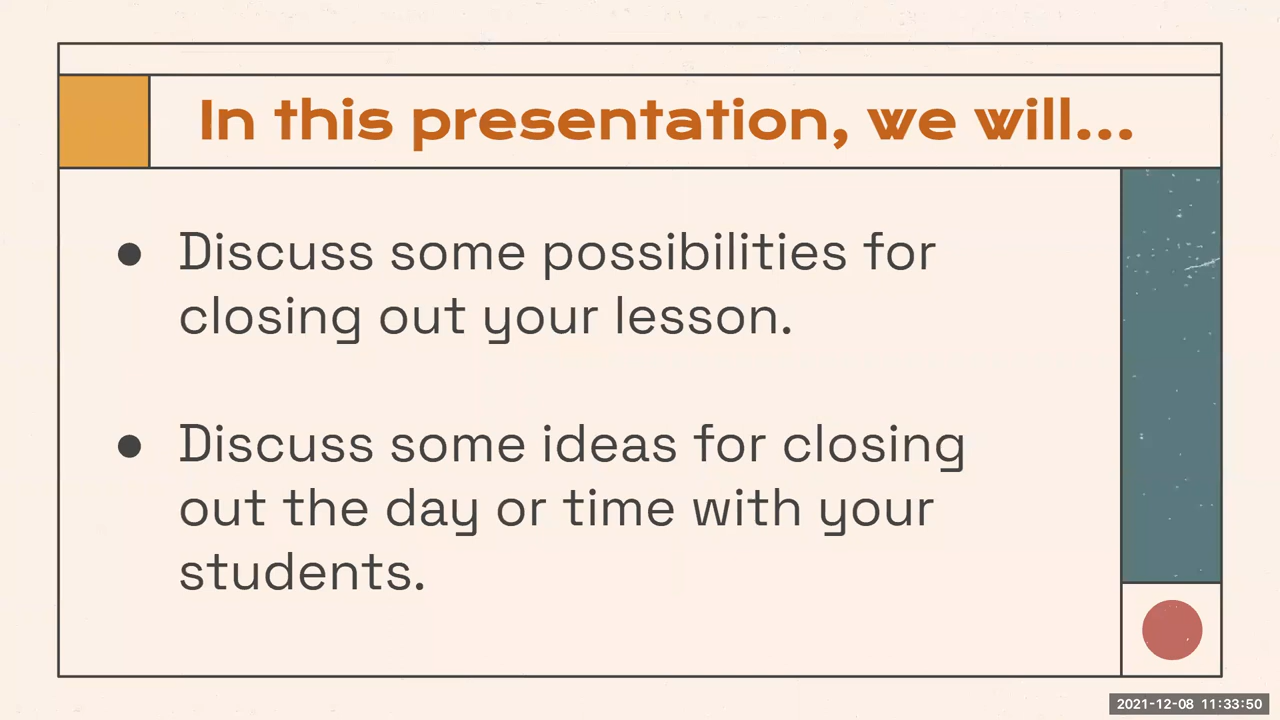 In this presentation, we will...
● Discuss some possibilities for
closing out your lesson.
● Discuss some ideas for closing
out the day or time with your
students.
2021-12-08 11:33:50